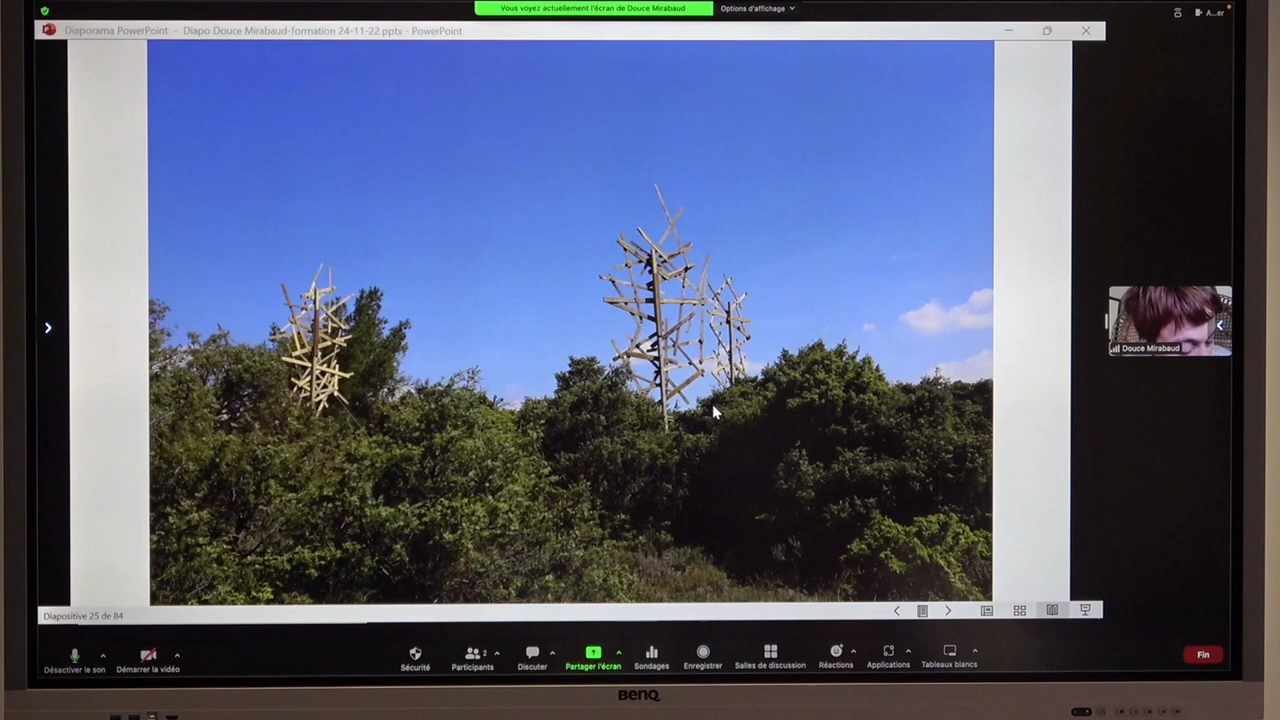 Vous voyez actuellement l'écran de Douce Mirabaud
Options d'affichage
A...er
Diaporama PowerPoint - Diapo Douce Mirabaud-formation 24-11-22.pptx - PowerPoint
Douce Mirabaud
Diapositive 25 de 84
Désactiver le son
Démarrer la vidéo
Sécurité
Participants
2
Discuter
Partager l'écran
Sondages
Enregistrer
Salles de discussion
Réactions
Applications
Tableaux blancs
Fin
BenQ